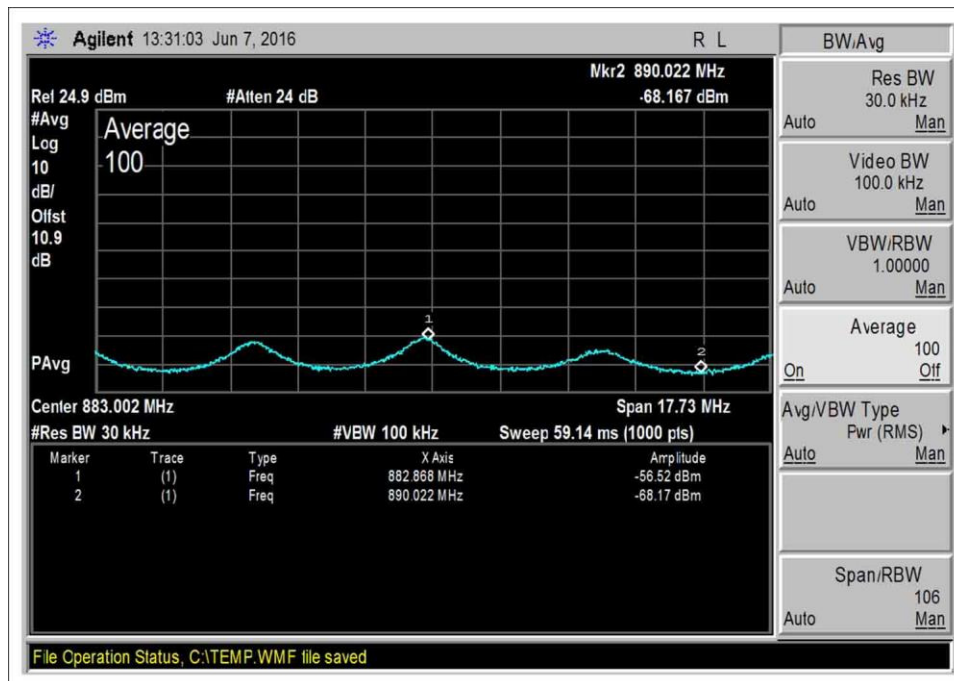 Agilent 13:31:03 Jun 7, 2016 R L
BW/Avg
Mkr2 890.022 MHz
Ref 24.9 dBm #Atten 24 dB -68.167 dBm
#Avg
Log
10
dB/
Offst
10.9
dB
PAvg
Average
100
1
2
Center 883.002 MHz Span 17.73 MHz
#Res BW 30 kHz #VBW 100 kHz Sweep 59.14 ms (1000 pts)
Marker Trace Type X Axis Amplitude
1 (1) Freq 882.868 MHz -56.52 dBm
2 (1) Freq 890.022 MHz -68.17 dBm
Res BW
30.0 kHz
Auto Man
Video BW
100.0 kHz
Auto Man
VBW/RBW
1.00000
Auto Man
Average
100
On Off
Avg/VBW Type
Pwr (RMS)
Auto Man
Span/RBW
106
Auto Man
File Operation Status, C:\TEMP.WMF file saved